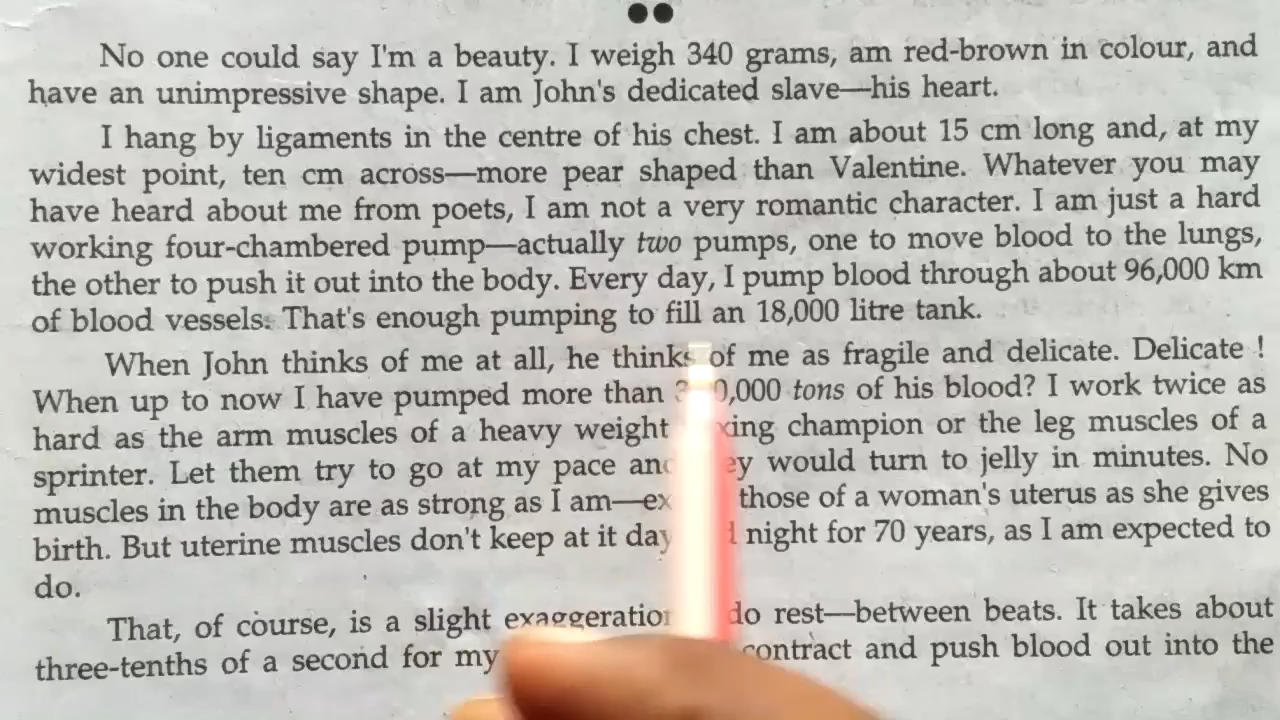 No one could say I'm a beauty. I weigh 340 grams, am red-brown in colour, and
have an unimpressive shape. I am John's dedicated slave—his heart.
I hang by ligaments in the centre of his chest. I am about 15 cm long and, at my
widest point, ten cm across—more pear shaped than Valentine. Whatever you may
have heard about me from poets, I am not a very romantic character. I am just a hard
working four-chambered pump—actually two pumps, one to move blood to the lungs,
the other to push it out into the body. Every day, I pump blood through about 96,000 km
of blood vessels. That's enough pumping to fill an 18,000 litre tank.
When John thinks of me at all, he thinks of me as fragile and delicate. Delicate !
When up to now I have pumped more than tons of his blood? I work twice as
hard as the arm muscles of a heavy weight champion or the leg muscles of a
sprinter. Let them try to go at my pace would turn to jelly in minutes. No
muscles in the body are as strong as I am— those of a woman's uterus as she gives
birth. But uterine muscles don't keep at it day night for 70 years, as I am expected to
do.
That, of course, is a slight do rest—between beats. It takes about
three-tenths of a second for my contract and push blood out into the